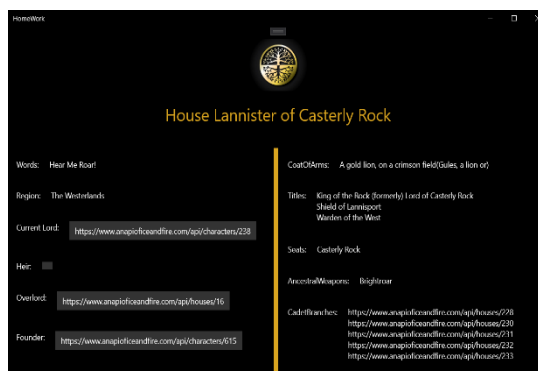 HomeWork
House Lannister of Casterly Rock
Words: Hear Me Roar!
Region: The Westerlands
Current Lord: https://www.anapioficeandfire.com/api/characters/238
Heir:
Overlord: https://www.anapioficeandfire.com/api/houses/16
Founder: https://www.anapioficeandfire.com/api/characters/615
CoatOfArms: A gold lion, on a crimson field(Gules, a lion or)
Titles: King of the Rock (formerly) Lord of Casterly Rock
Shield of Lannisport
Warden of the West
Seats: Casterly Rock
AncestralWeapons: Brightroar
CadetBranches: https://www.anapioficeandfire.com/api/houses/228
https://www.anapioficeandfire.com/api/houses/230
https://www.anapioficeandfire.com/api/houses/231
https://www.anapioficeandfire.com/api/houses/232
https://www.anapioficeandfire.com/api/houses/233